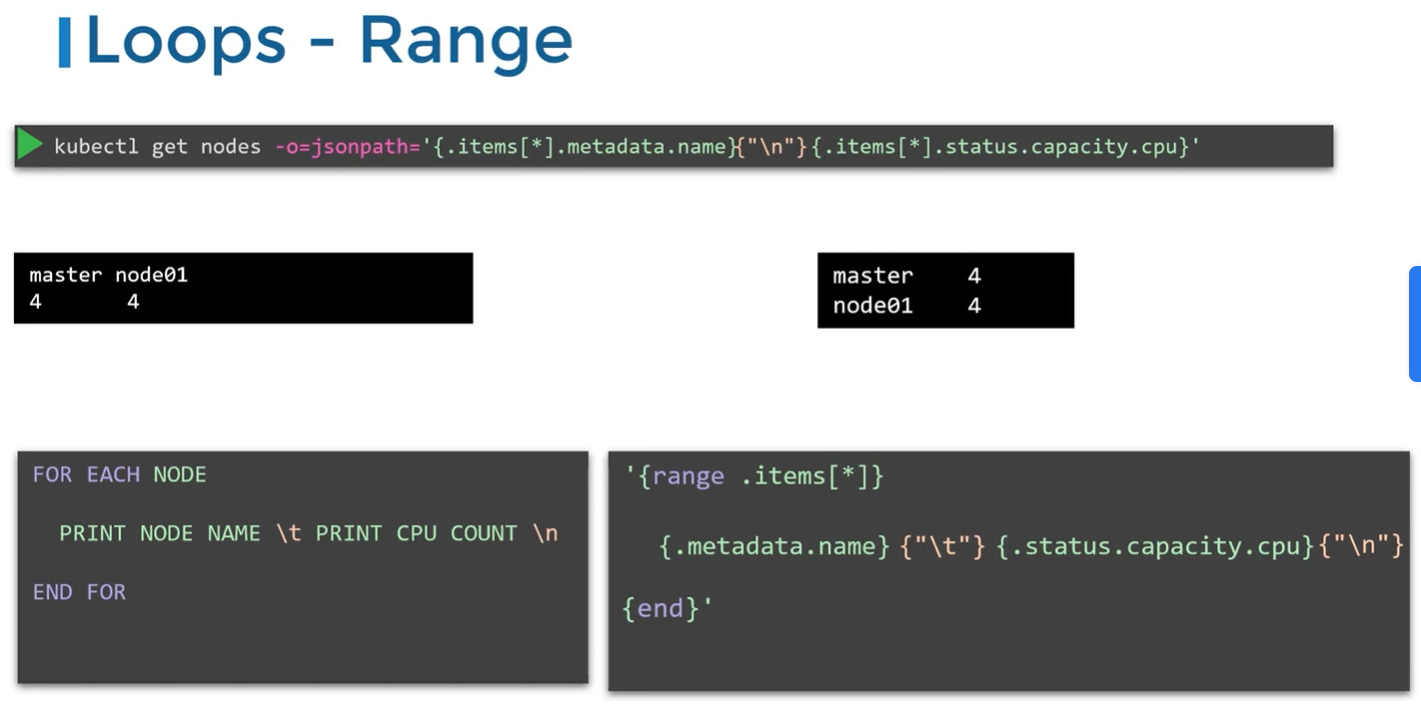 Loops - Range
kubectl get nodes -o=jsonpath='{.items[*].metadata.name}{"\n"}{.items[*].status.capacity.cpu}'
master node01
4 4
master 4
node01 4
FOR EACH NODE
PRINT NODE NAME \t PRINT CPU COUNT \n
END FOR
'{range .items[*]}
{.metadata.name} {"\t"} {.status.capacity.cpu}{"\n"}
{end}'